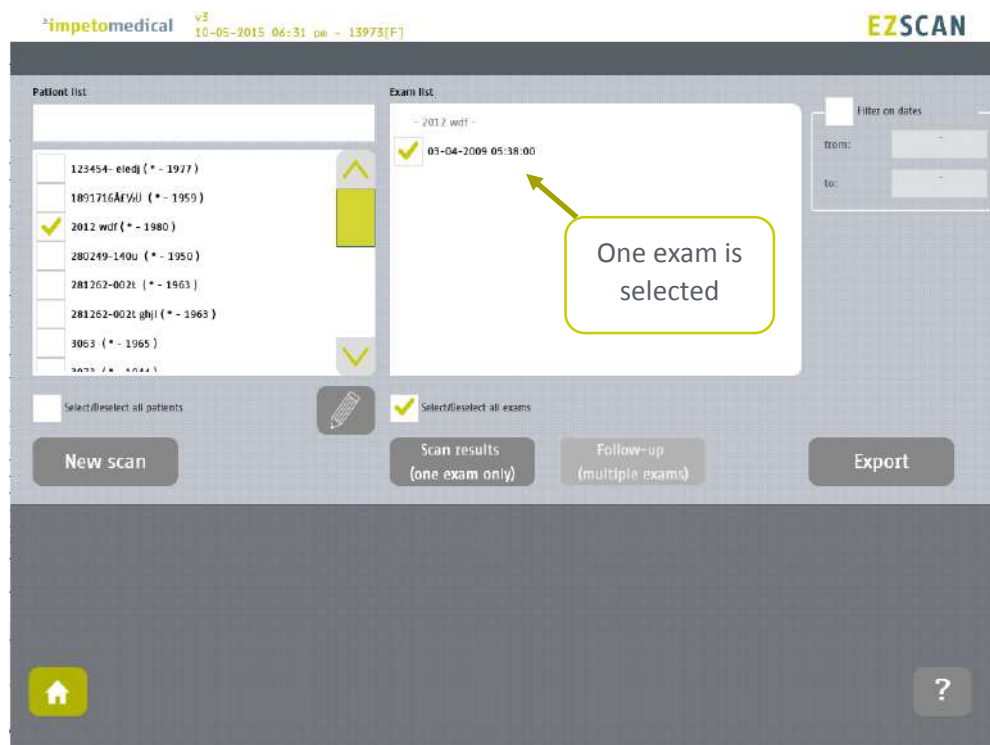 impetomedical
v3
10-05-2015 06:31 pm - 13973[F]
EZSCAN
Patient list
Exam list
- 2012 wdf -
03-04-2009 05:38:00
Filter on dates
from: -
to: -
123454- eledj (* - 1977)
2012 wdf (* - 1980)
280249-140u (* - 1950)
281262-002t (* - 1963)
281262-002t ghjl (* - 1963)
3063 (* - 1965)
One exam is
selected
Select/Deselect all patients
Select/Deselect all exams
New scan
Scan results
(one exam only)
Follow-up
(multiple exams)
Export
?